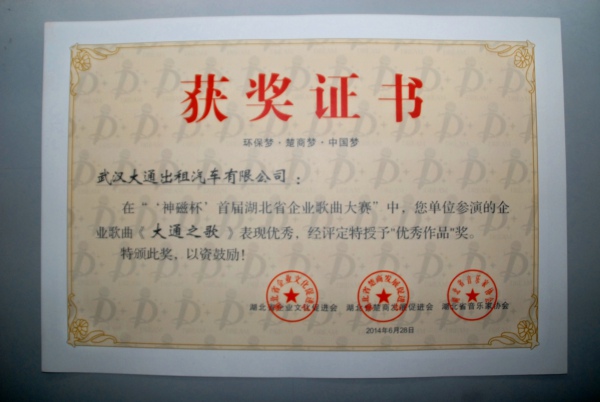 获奖证书
环保梦·楚商梦·中国梦
武汉大通出租汽车有限公司：
在“‘神磁杯’首届湖北省企业歌曲大赛”中，您单位参演的企
业歌曲《大通之歌》表现优秀，经评定特授予“优秀作品”奖。
特颁此奖，以资鼓励！
湖北省企业文化促进会 湖北省楚商发展促进会 湖北省音乐家协会
2014年6月28日